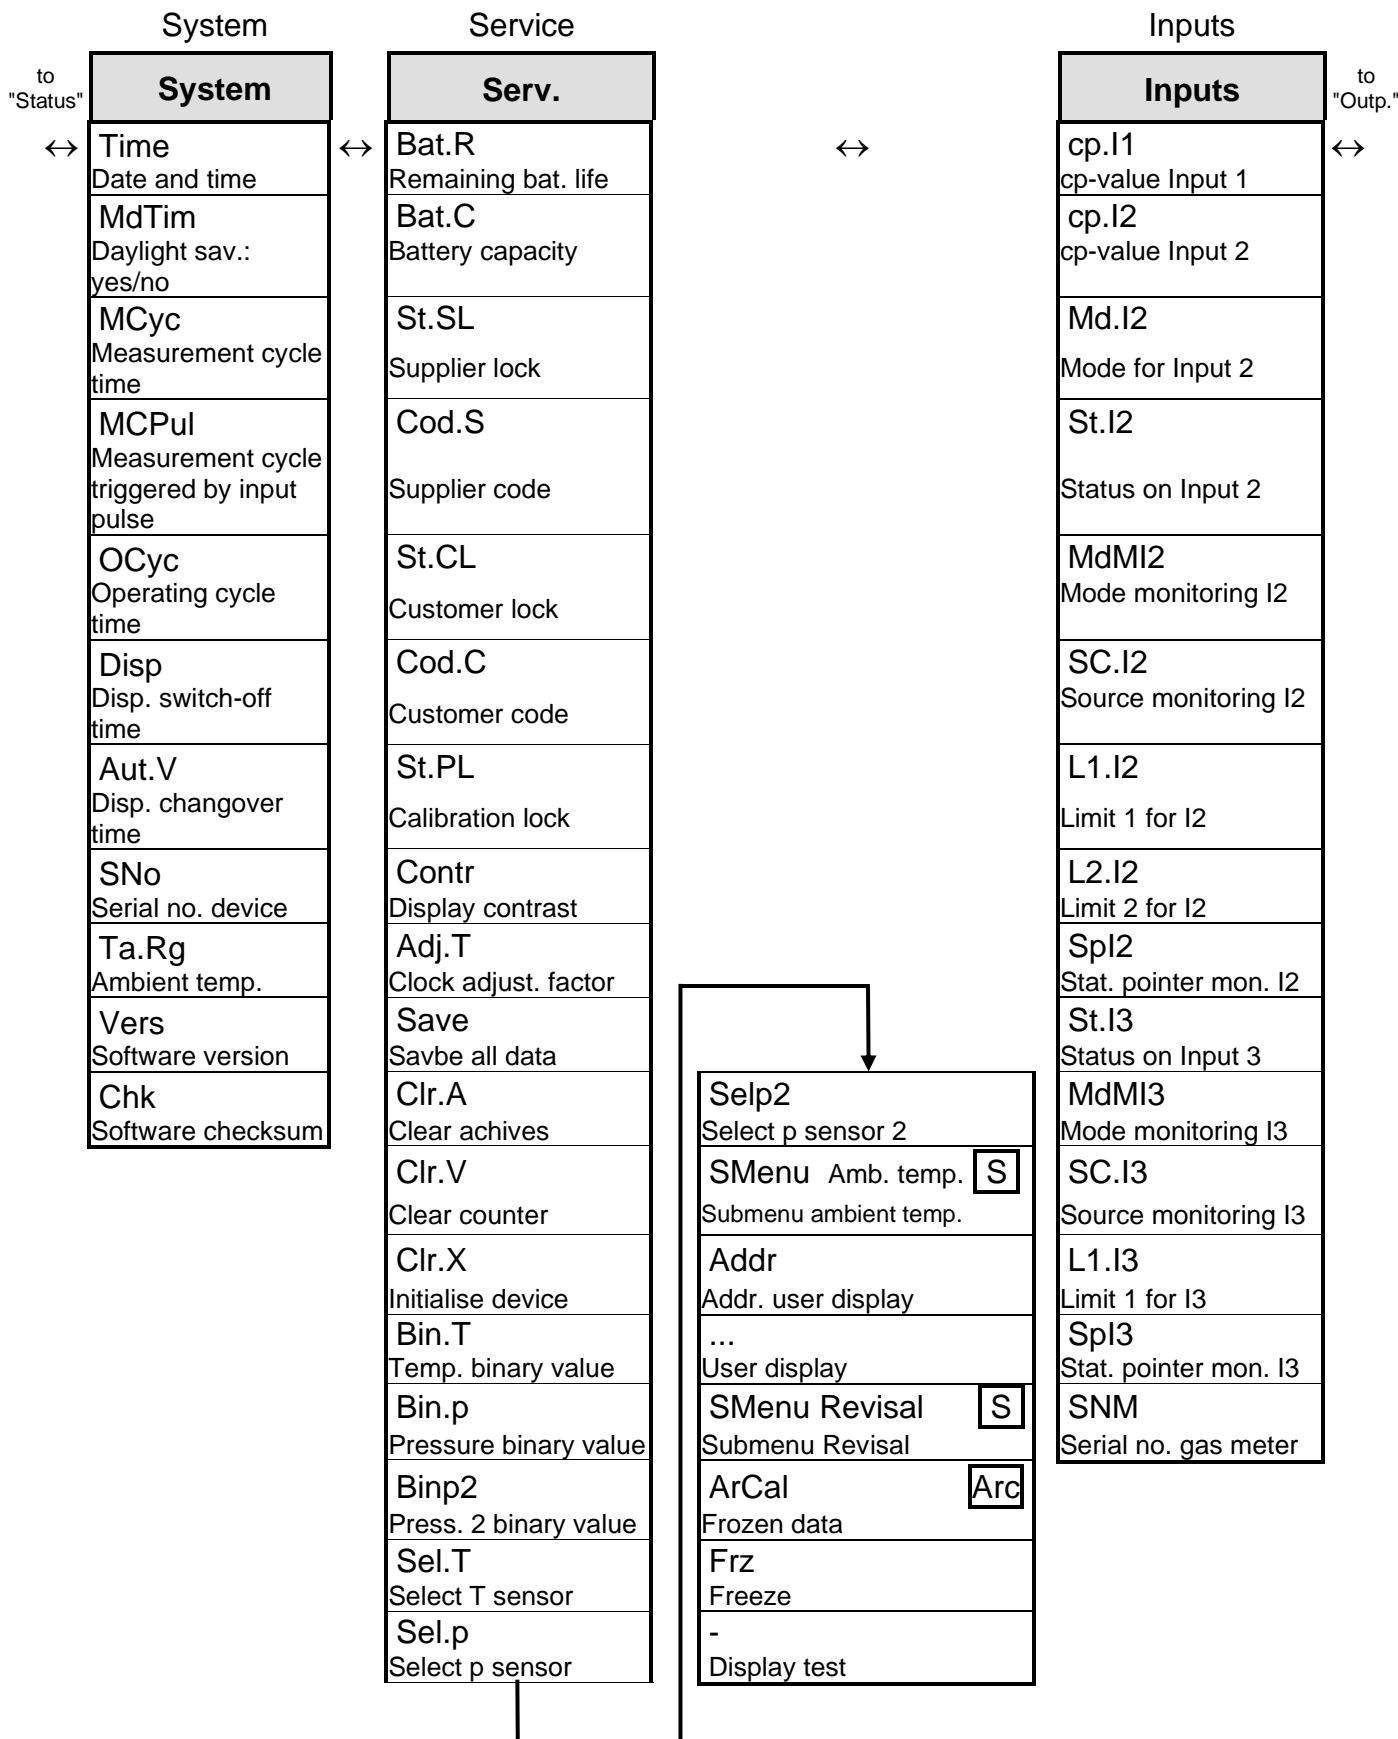 System
Service
Inputs
to
"Status"
System
Serv.
Inputs
to
"Outp."
↔
Time
Date and time
MdTim
Daylight sav.:
yes/no
MCyc
Measurement cycle
time
MCPul
Measurement cycle
triggered by input
pulse
OCyc
Operating cycle
time
Disp
Disp. switch-off
time
Aut.V
Disp. changover
time
SNo
Serial no. device
Ta.Rg
Ambient temp.
Vers
Software version
Chk
Software checksum
↔
Bat.R
Remaining bat. life
Bat.C
Battery capacity
St.SL
Supplier lock
Cod.S
Supplier code
St.CL
Customer lock
Cod.C
Customer code
St.PL
Calibration lock
Contr
Display contrast
Adj.T
Clock adjust. factor
Save
Savbe all data
Clr.A
Clear achives
Clr.V
Clear counter
Clr.X
Initialise device
Bin.T
Temp. binary value
Bin.p
Pressure binary value
Binp2
Press. 2 binary value
Sel.T
Select T sensor
Sel.p
Select p sensor
↔
Selp2
Select p sensor 2
SMenu Amb. temp. S
Submenu ambient temp.
Addr
Addr. user display
...
User display
SMenu Revisal S
Submenu Revisal
ArCal Arc
Frozen data
Frz
Freeze
-
Display test
cp.I1
cp-value Input 1
cp.I2
cp-value Input 2
Md.I2
Mode for Input 2
St.I2
Status on Input 2
MdMI2
Mode monitoring I2
SC.I2
Source monitoring I2
L1.I2
Limit 1 for I2
L2.I2
Limit 2 for I2
SpI2
Stat. pointer mon. I2
St.I3
Status on Input 3
MdMI3
Mode monitoring I3
SC.I3
Source monitoring I3
L1.I3
Limit 1 for I3
SpI3
Stat. pointer mon. I3
SNM
Serial no. gas meter
↔